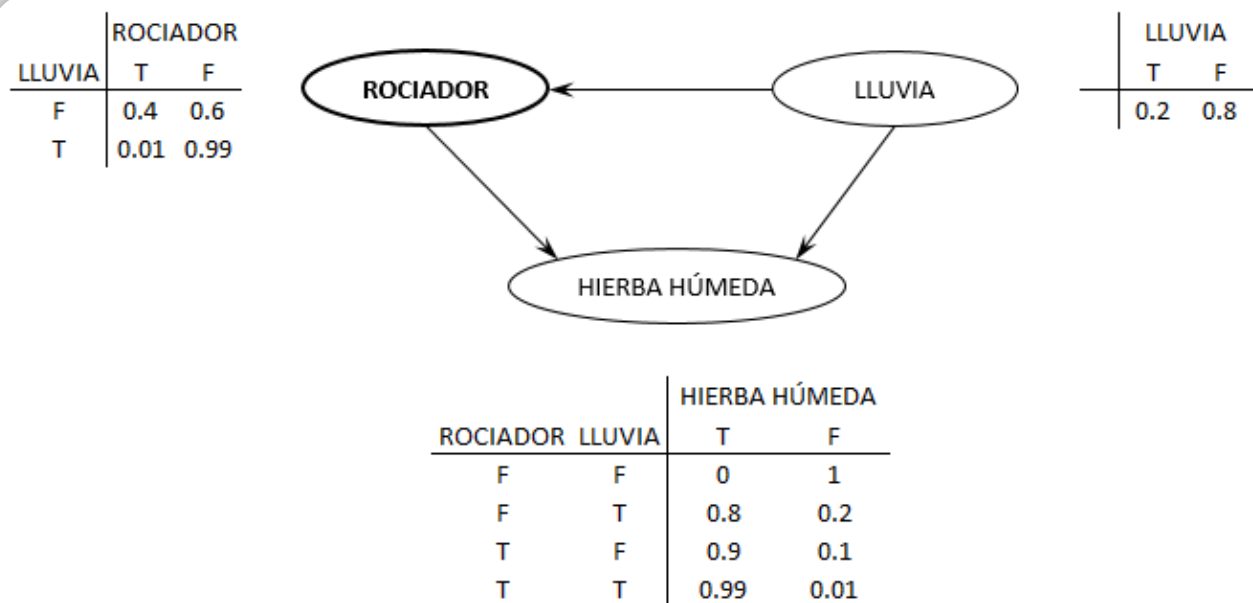 ROCIADOR
LLUVIA T F
F 0.4 0.6
T 0.01 0.99
ROCIADOR
LLUVIA
LLUVIA
T F
0.2 0.8
HIERBA HÚMEDA
HIERBA HÚMEDA
ROCIADOR LLUVIA T F
F F 0 1
F T 0.8 0.2
T F 0.9 0.1
T T 0.99 0.01